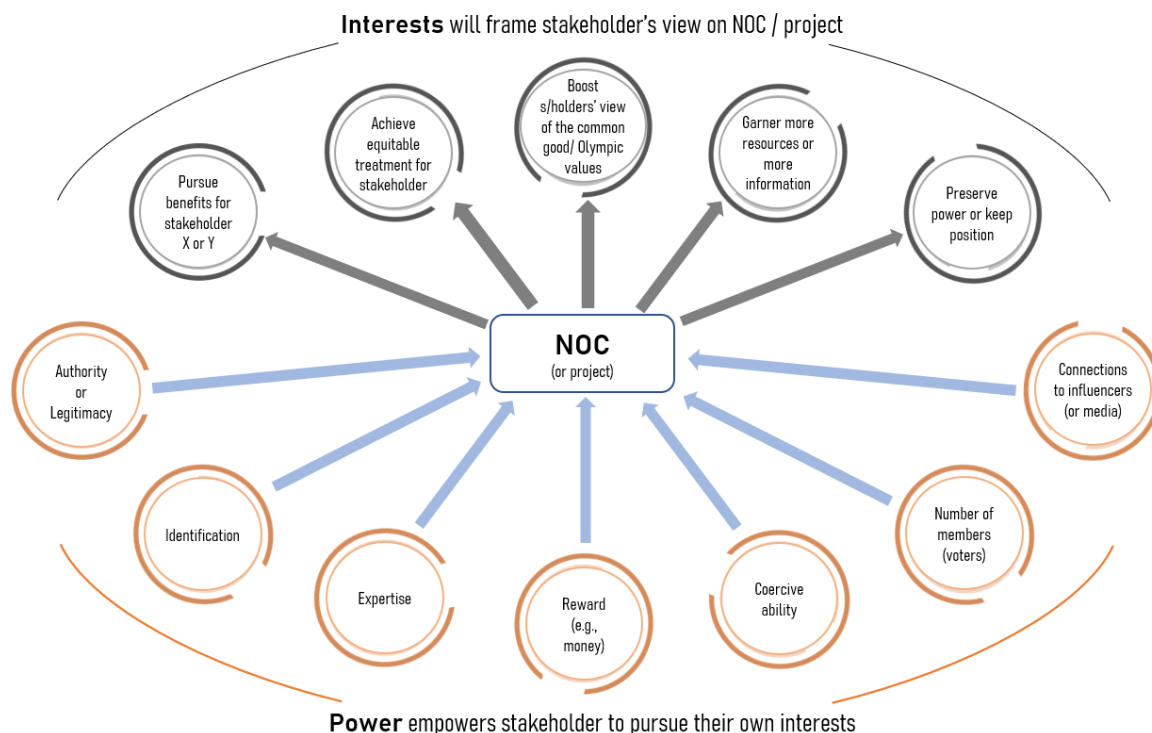 Interests will frame stakeholder's view on NOC / project
Boost
s/holders' view
of the common
good/ Olympic
values
Achieve
equitable
treatment for
stakeholder
Garner more
resources or
more
information
Pursue
benefits for
stakeholder
X or Y
Preserve
power or keep
position
NOC
(or project)
Authority
or
Legitimacy
Connections
to influencers
(or media)
Identification
Number of
members
(voters)
Expertise
Reward
(e.g.,
money)
Coercive
ability
Power empowers stakeholder to pursue their own interests